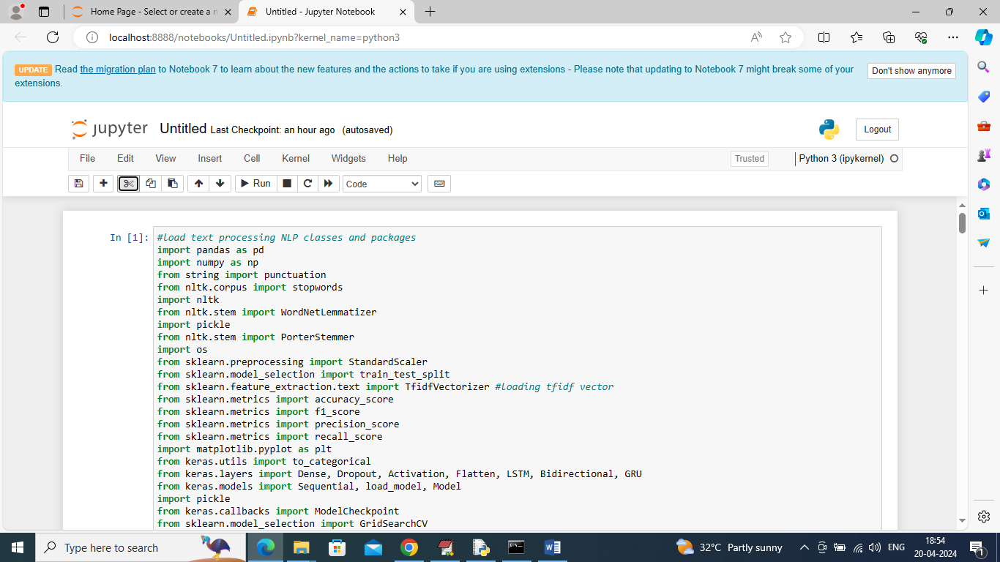 Home Page - Select or create a n
Untitled - Jupyter Notebook
localhost:8888/notebooks/Untitled.ipynb?kernel_name=python3
UPDATE Read the migration plan to Notebook 7 to learn about the new features and the actions to take if you are using extensions - Please note that updating to Notebook 7 might break some of your
extensions.
Don't show anymore
jupyter Untitled Last Checkpoint: an hour ago (autosaved)
Logout
File Edit View Insert Cell Kernel Widgets Help
Trusted
Python 3 (ipykernel)
Run
Code
In [1]:
#load text processing NLP classes and packages
import pandas as pd
import numpy as np
from string import punctuation
from nltk.corpus import stopwords
import nltk
from nltk.stem import WordNetLemmatizer
import pickle
from nltk.stem import PorterStemmer
import os
from sklearn.preprocessing import StandardScaler
from sklearn.model_selection import train_test_split
from sklearn.feature_extraction.text import TfidfVectorizer #loading tfidf vector
from sklearn.metrics import accuracy_score
from sklearn.metrics import f1_score
from sklearn.metrics import precision_score
from sklearn.metrics import recall_score
import matplotlib.pyplot as plt
from keras.utils import to_categorical
from keras.layers import Dense, Dropout, Activation, Flatten, LSTM, Bidirectional, GRU
from keras.models import Sequential, load_model, Model
import pickle
from keras.callbacks import ModelCheckpoint
from sklearn.model_selection import GridSearchCV
Type here to search
32°C Partly sunny
ENG
18:54
20-04-2024
1